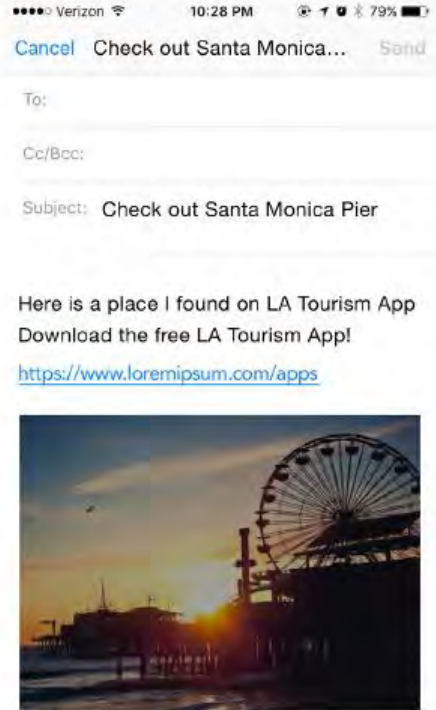 Verizon 10:28 PM 79%
Cancel Check out Santa Monica... Send
To:
Cc/Bcc:
Subject: Check out Santa Monica Pier
Here is a place I found on LA Tourism App
Download the free LA Tourism App!
https://www.loremipsum.com/apps